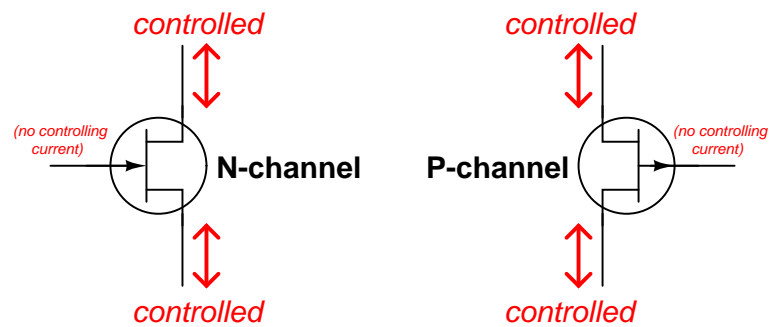 controlled
controlled
(no controlling
current)
N-channel
P-channel
(no controlling
current)
controlled
controlled